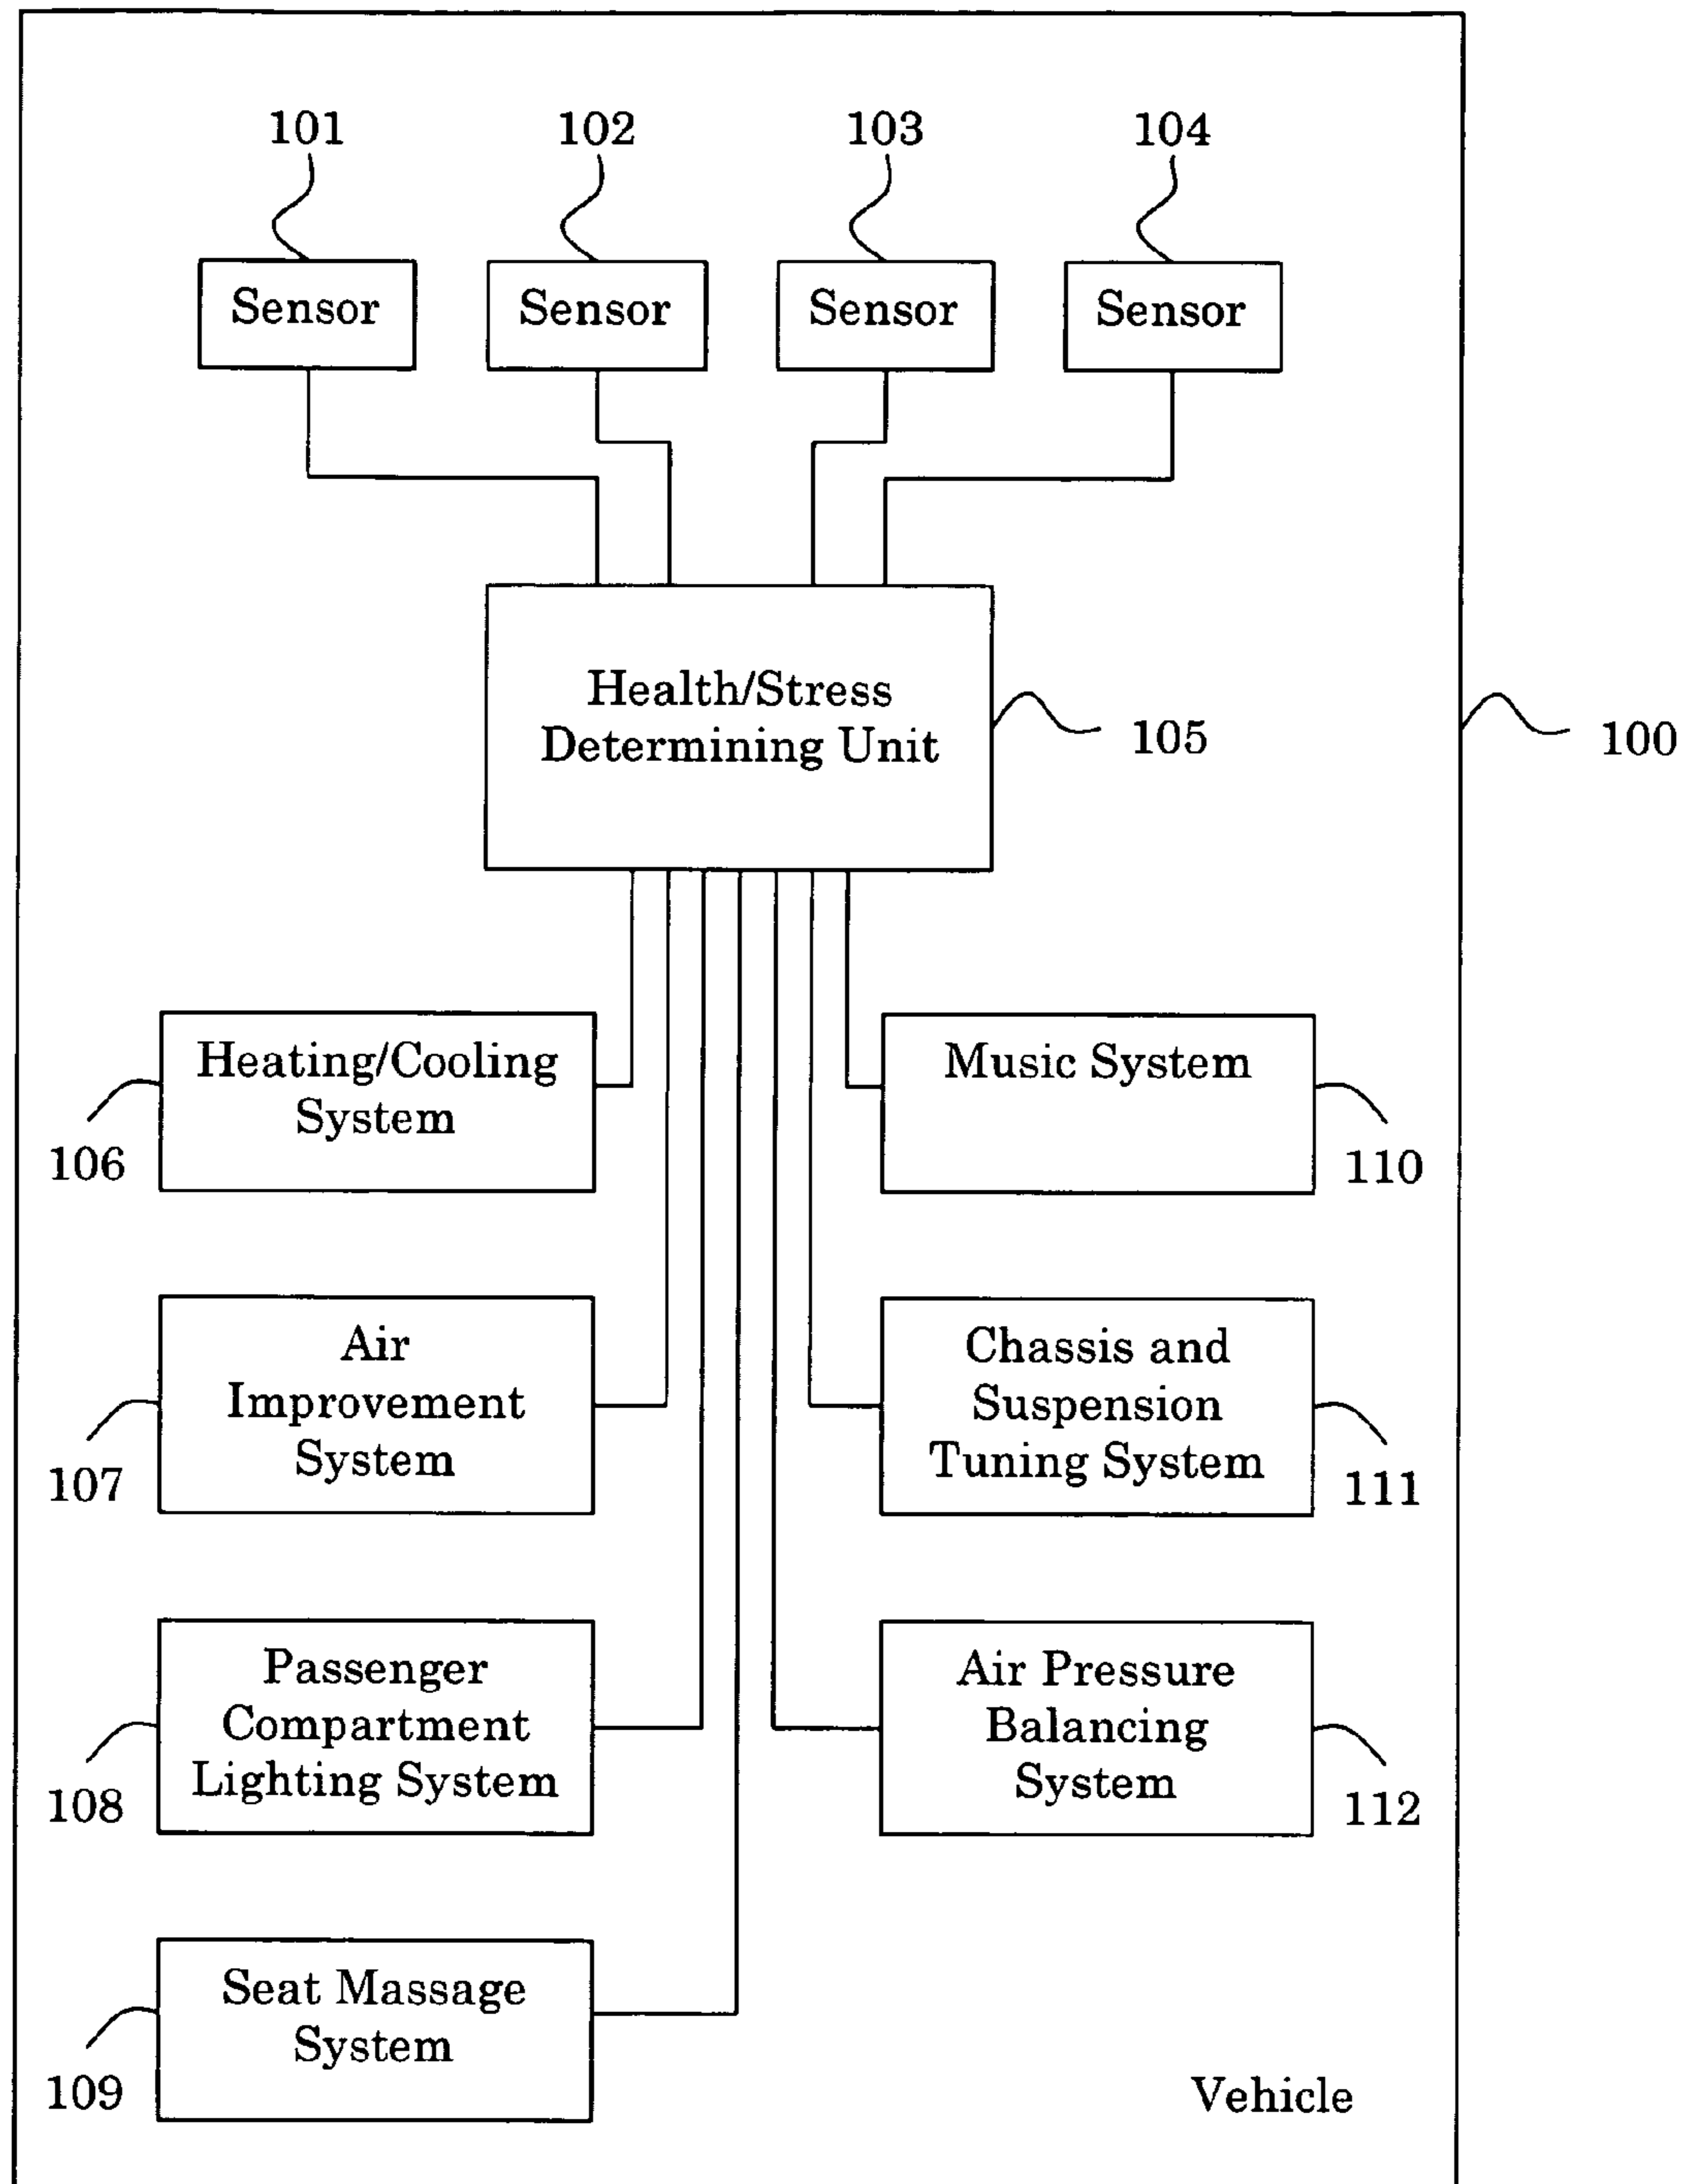 101
102
103
104
Sensor
Sensor
Sensor
Sensor
Health/Stress
Determining Unit
105
100
Heating/Cooling
System
106
Music System
110
Air
Improvement
System
107
Chassis and
Suspension
Tuning System
111
Passenger
Compartment
Lighting System
108
Air Pressure
Balancing
System
112
Seat Massage
System
109
Vehicle